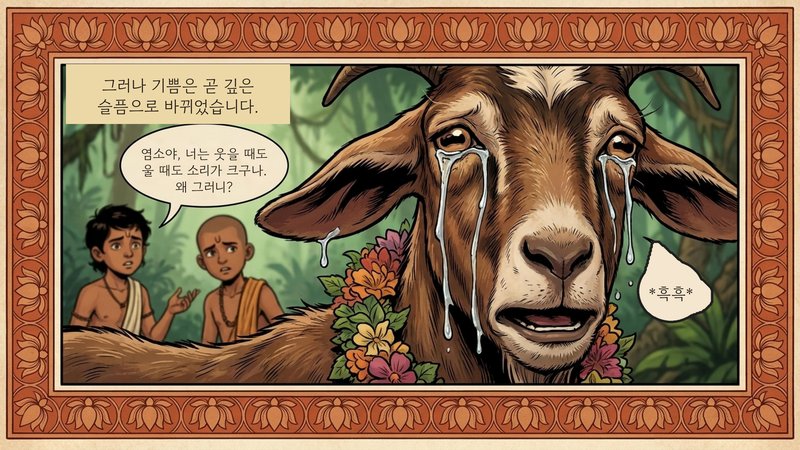 그러나 기쁨은 곧 깊은
슬픔으로 바뀌었습니다.
염소야, 너는 웃을 때도
울 때도 소리가 크구나.
왜 그러니?
*흑흑*